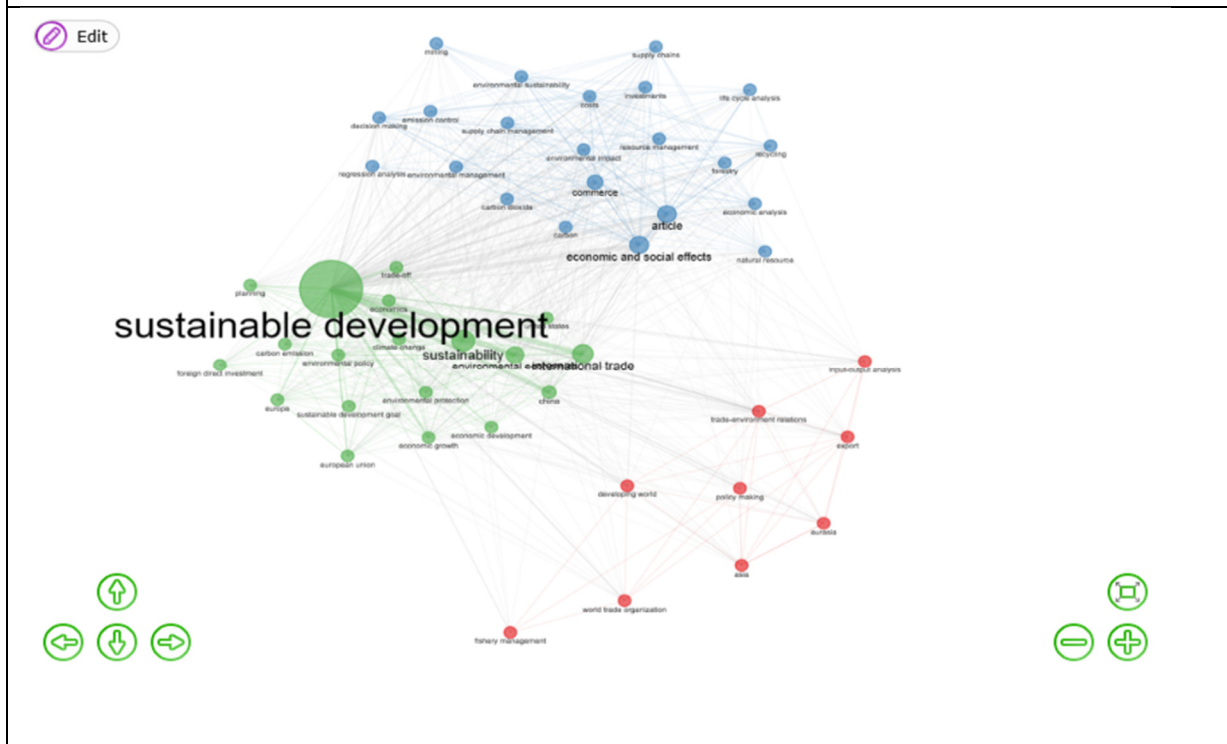 Edit
mining
supply chains
environmental sustainability
costs
investments
life cycle analysis
decision making
emission control
supply chain management
resource management
environmental impact
recycling
forestry
regression analysis
environmental management
commerce
carbon dioxide
economic analysis
article
carbon
economic and social effects
natural resource
trade-off
planning
economics
sustainable development
climate change
carbon emission
sustainability
environmental policy
international trade
foreign direct investment
input-output analysis
environmental protection
china
europe
sustainable development goal
trade-environment relations
economic development
economic growth
export
european union
developing world
policy making
eurasia
asia
world trade organization
fishery management